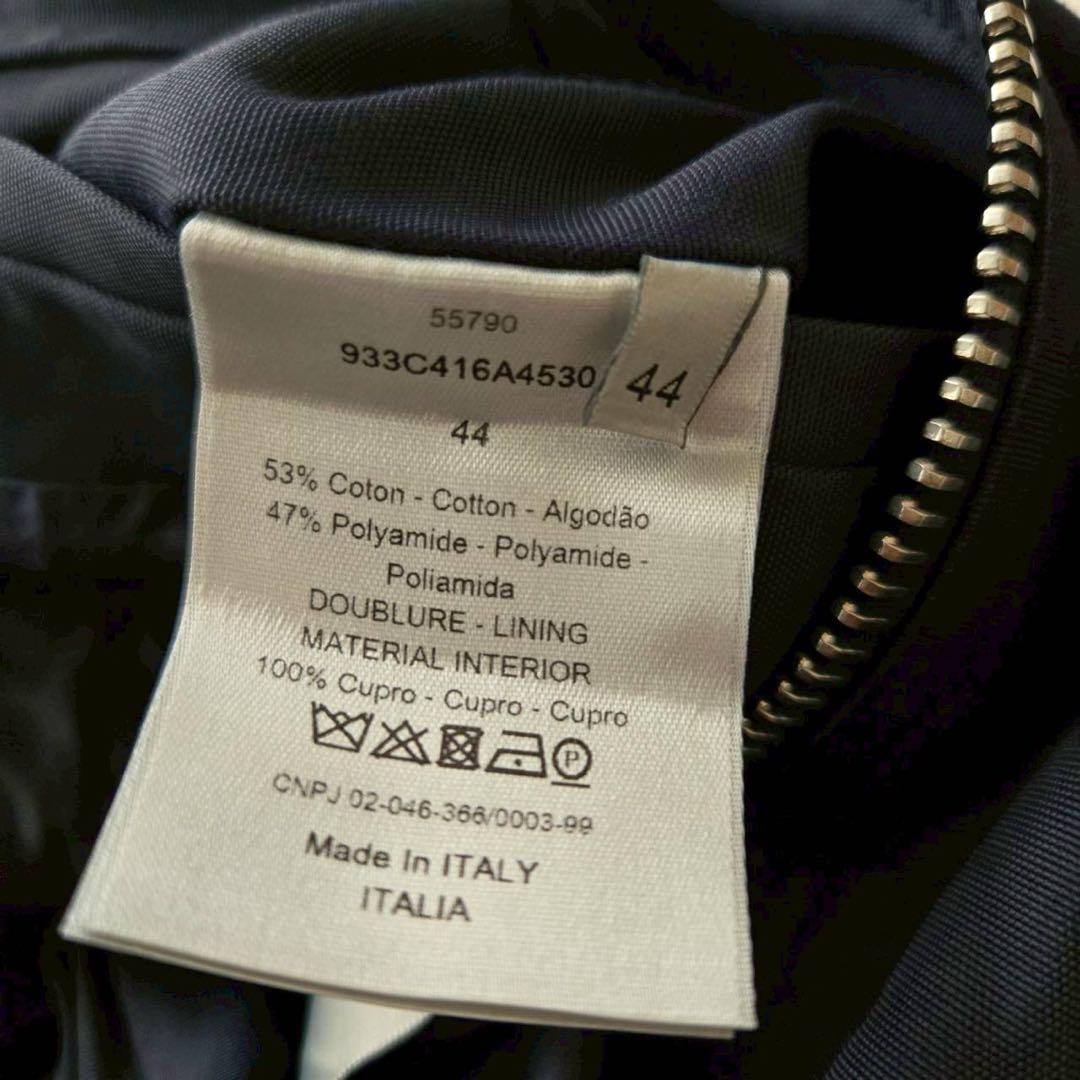 55790
933C416A4530
44
44
53% Coton - Cotton - Algodão
47% Polyamide - Polyamide -
Poliamida
DOUBLURE - LINING
MATERIAL INTERIOR
100% Cupro - Cupro - Cupro
P
CNPJ 02-046-366/0003-99
Made In ITALY
ITALIA